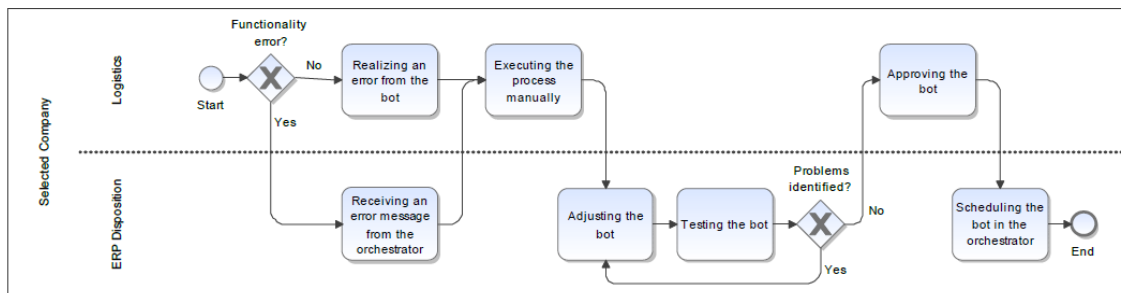 Selected Company
Logistics
Start
Functionality
error?
No
Yes
Realizing an
error from the
bot
Executing the
process
manually
Approving the
bot
ERP Disposition
Receiving an
error message
from the
orchestrator
Adjusting the
bot
Testing the bot
Problems
identified?
No
Yes
Scheduling the
bot in the
orchestrator
End